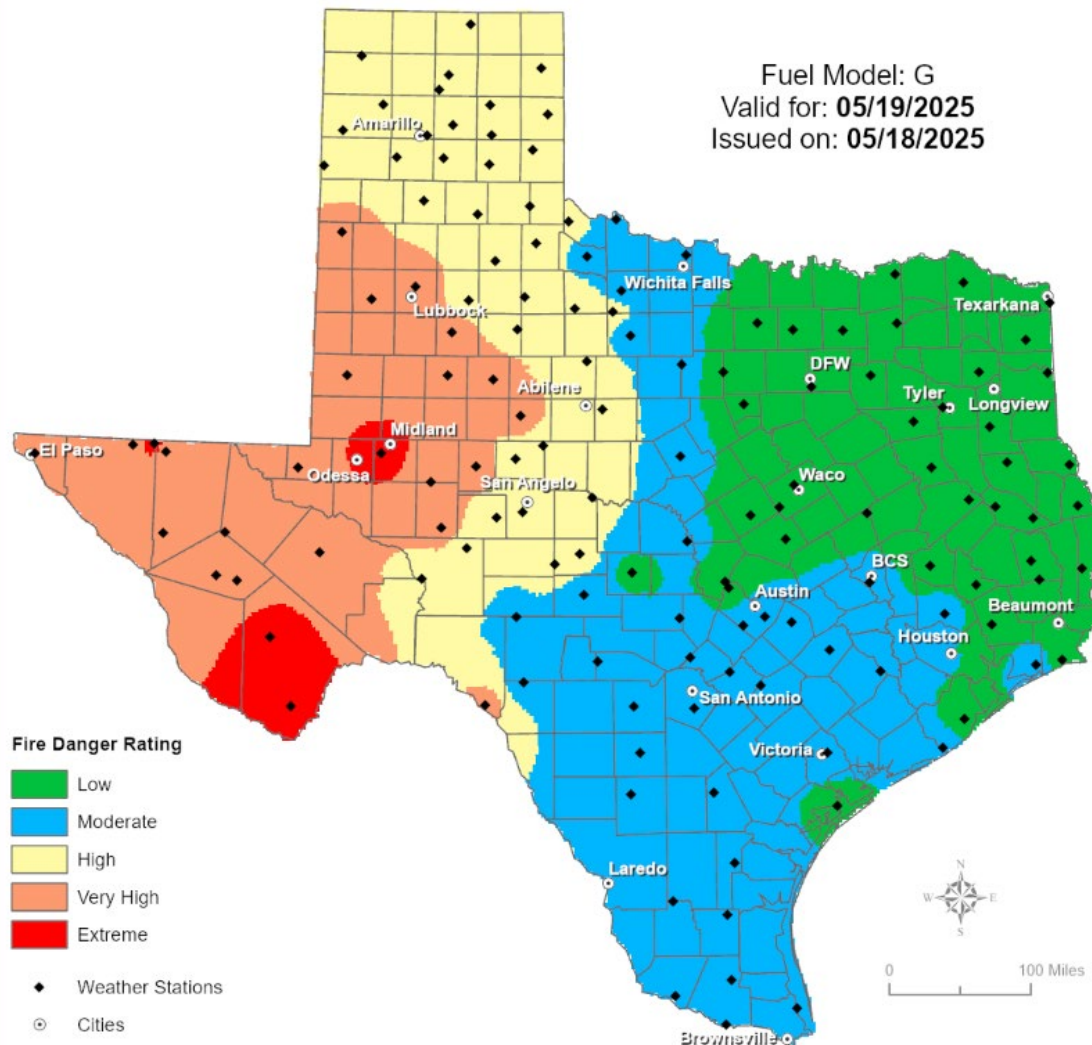 Fuel Model: G
Valid for: 05/19/2025
Issued on: 05/18/2025
Amarillo
Wichita Falls
Lubbock
Texarkana
DFW
Abilene
Tyler
Longview
Midland
El Paso
Odessa
San Angelo
Waco
BCS
Austin
Beaumont
Houston
San Antonio
Victoria
Laredo
Brownsville
Fire Danger Rating
Low
Moderate
High
Very High
Extreme
Weather Stations
Cities
N
W E
S
0 100 Miles